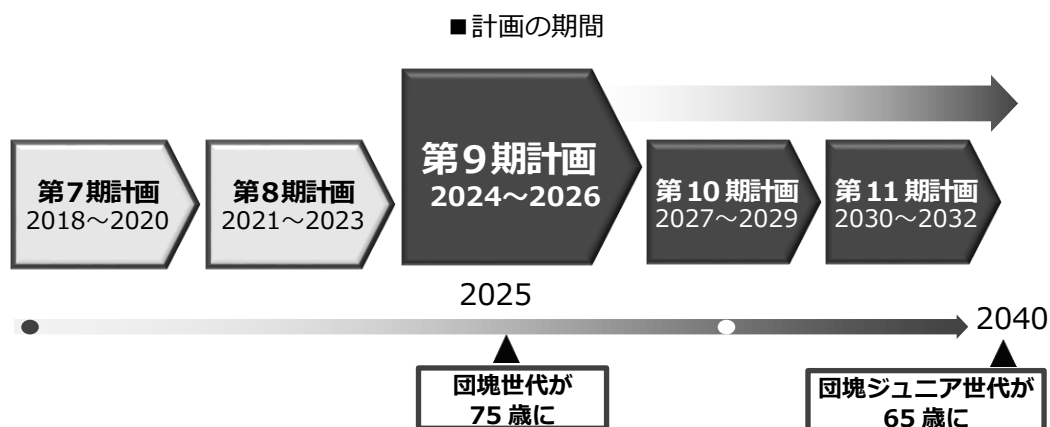 ■計画の期間
第7期計画
2018～2020
第8期計画
2021～2023
第９期計画
2024～2026
第 10 期計画
2027～2029
第 11 期計画
2030～2032
2025
2040
団塊世代が
75 歳に
団塊ジュニア世代が
65 歳に